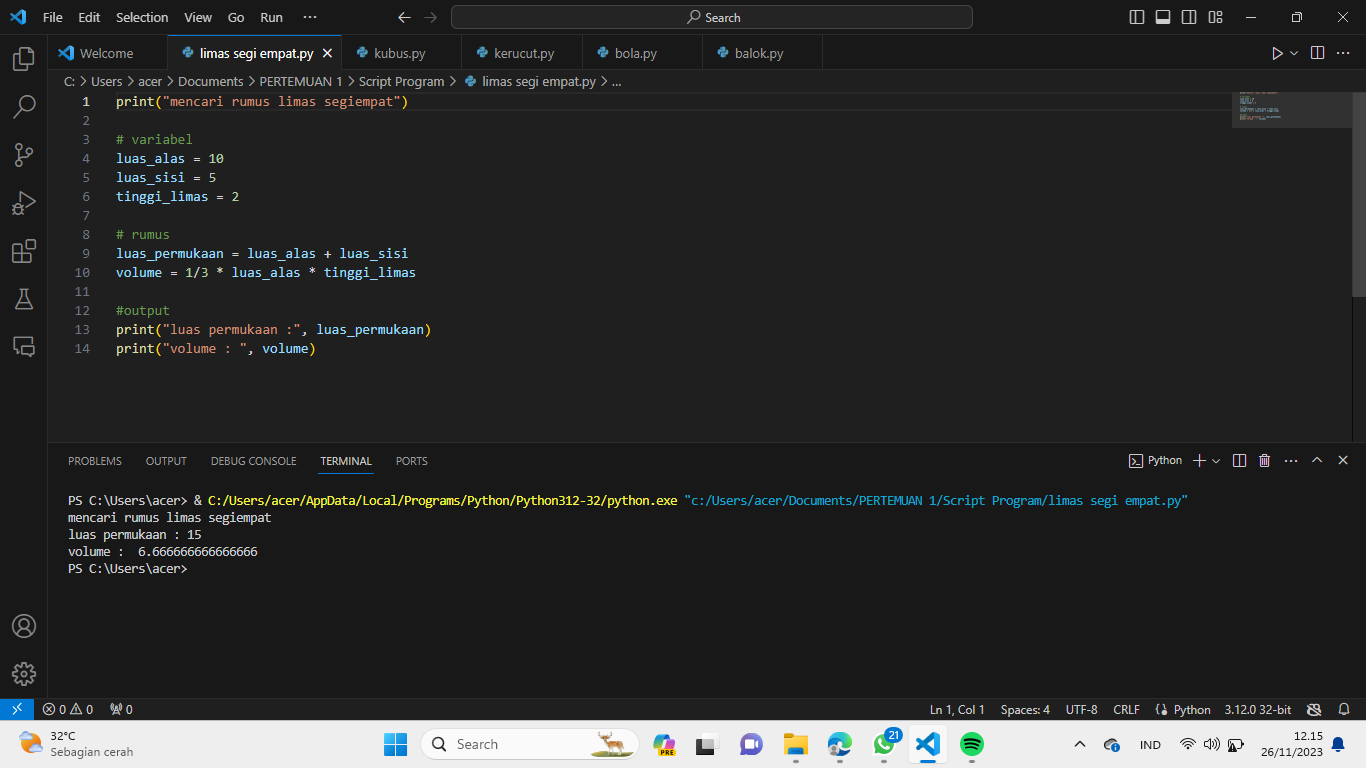 File Edit Selection View Go Run ··· Search
Welcome limas segi empat.py kubus.py kerucut.py bola.py balok.py
C: > Users > acer > Documents > PERTEMUAN 1 > Script Program > limas segi empat.py > ...
1 print("mencari rumus limas segiempat")
2
3 # variabel
4 luas_alas = 10
5 luas_sisi = 5
6 tinggi_limas = 2
7
8 # rumus
9 luas_permukaan = luas_alas + luas_sisi
10 volume = 1/3 * luas_alas * tinggi_limas
11
12 #output
13 print("luas permukaan :", luas_permukaan)
14 print("volume : ", volume)
PROBLEMS OUTPUT DEBUG CONSOLE TERMINAL PORTS Python
PS C:\Users\acer> & C:/Users/acer/AppData/Local/Programs/Python/Python312-32/python.exe "c:/Users/acer/Documents/PERTEMUAN 1/Script Program/limas segi empat.py"
mencari rumus limas segiempat
luas permukaan : 15
volume :  6.666666666666666
PS C:\Users\acer>
0 0 0 Ln 1, Col 1 Spaces: 4 UTF-8 CRLF Python 3.12.0 32-bit
32°C
Sebagian cerah
Search
PRE
21
IND
12.15
26/11/2023